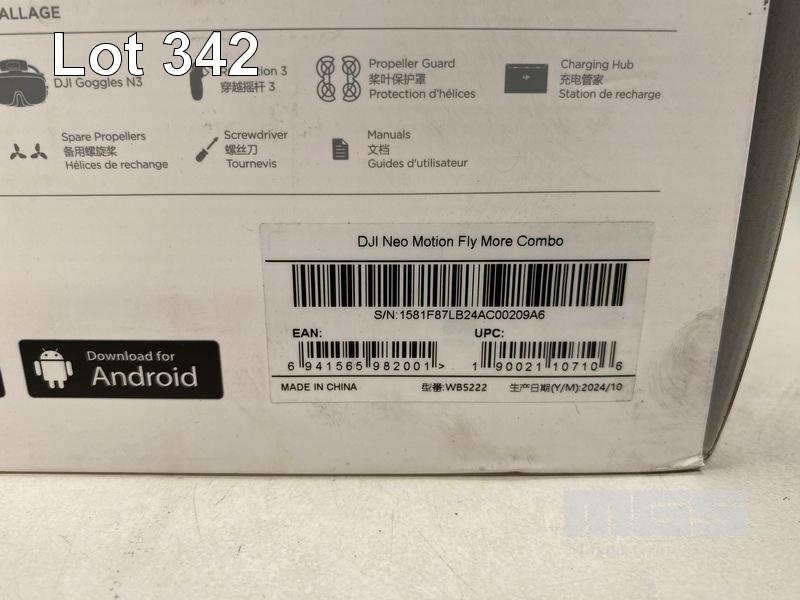 ALLAGE
Lot 342
DJI Goggles N3
3
穿越摇杆 3
Propeller Guard
桨叶保护罩
Protection d'hélices
Charging Hub
充电管家
Station de recharge
Spare Propellers
备用螺旋桨
Hélices de rechange
Screwdriver
螺丝刀
Tournevis
Manuals
文档
Guides d'utilisateur
DJI Neo Motion Fly More Combo
S/N:1581F87LB24AC00209A6
EAN:
UPC:
6 941565 982001 >
1 90021 10710 6
MADE IN CHINA
型番:WB5222
生产日期(Y/M):2024/10
Download for
Android
MGS